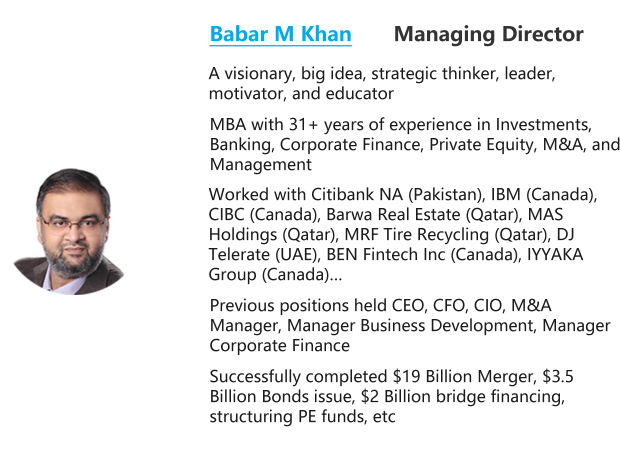 Babar M Khan Managing Director
A visionary, big idea, strategic thinker, leader,
motivator, and educator
MBA with 31+ years of experience in Investments,
Banking, Corporate Finance, Private Equity, M&A, and
Management
Worked with Citibank NA (Pakistan), IBM (Canada),
CIBC (Canada), Barwa Real Estate (Qatar), MAS
Holdings (Qatar), MRF Tire Recycling (Qatar), DJ
Telerate (UAE), BEN Fintech Inc (Canada), IYYAKA
Group (Canada)...
Previous positions held CEO, CFO, CIO, M&A
Manager, Manager Business Development, Manager
Corporate Finance
Successfully completed $19 Billion Merger, $3.5
Billion Bonds issue, $2 Billion bridge financing,
structuring PE funds, etc